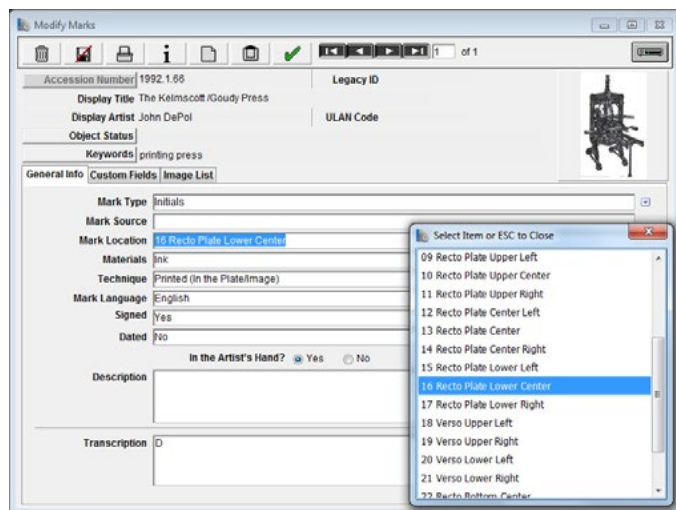 Modify Marks
1 of 1
Accession Number 1992.1.66 Legacy ID
Display Title The Kelmscott /Goudy Press
Display Artist John DePol ULAN Code
Object Status
Keywords printing press
General Info Custom Fields Image List
Mark Type Initials
Mark Source
Mark Location 16 Recto Plate Lower Center
Materials Ink
Technique Printed (In the Plate/Image)
Mark Language English
Signed Yes
Dated No
In the Artist's Hand? Yes No
Description
Transcription D
Select Item or ESC to Close
09 Recto Plate Upper Left
10 Recto Plate Upper Center
11 Recto Plate Upper Right
12 Recto Plate Center Left
13 Recto Plate Center
14 Recto Plate Center Right
15 Recto Plate Lower Left
16 Recto Plate Lower Center
17 Recto Plate Lower Right
18 Verso Upper Left
19 Verso Upper Right
20 Verso Lower Left
21 Verso Lower Right
22 Recto Bottom Center